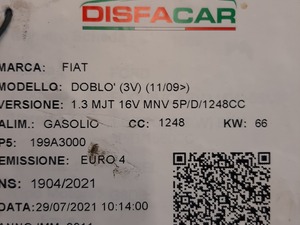 DISFACAR
MARCA: FIAT
MODELLO: DOBLO' (3V) (11/09>)
VERSIONE: 1.3 MJT 16V MNV 5P/D/1248CC
ALIM.: GASOLIO CC: 1248 KW: 66
P5: 199A3000
EMISSIONE: EURO 4
NS: 1904/2021
DATA: 29/07/2021 10:14:00